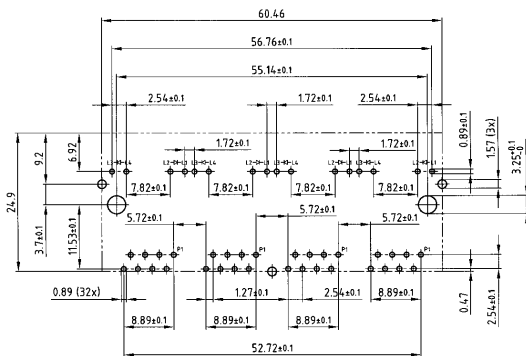 60.46
56.76±0.1
55.14±0.1
2.54±0.1
1.72±0.1
2.54±0.1
1.72±0.1
1.72±0.1
0.89±0.1
1.57 (3x)
9.2
6.92
L3 L4
L2 L1 L3 L4
L2 L1 L3 L4
L2 L1 L3 L4
L2 L1
7.82±0.1
7.82±0.1
7.82±0.1
7.82±0.1
24.9
3.7±0.1
11.53±0.1
5.72±0.1
5.72±0.1
5.72±0.1
P1
P1
P1
P1
0.89 (32x)
1.27±0.1
2.54±0.1
8.89±0.1
0.47
2.54±0.1
8.89±0.1
8.89±0.1
8.89±0.1
52.72±0.1